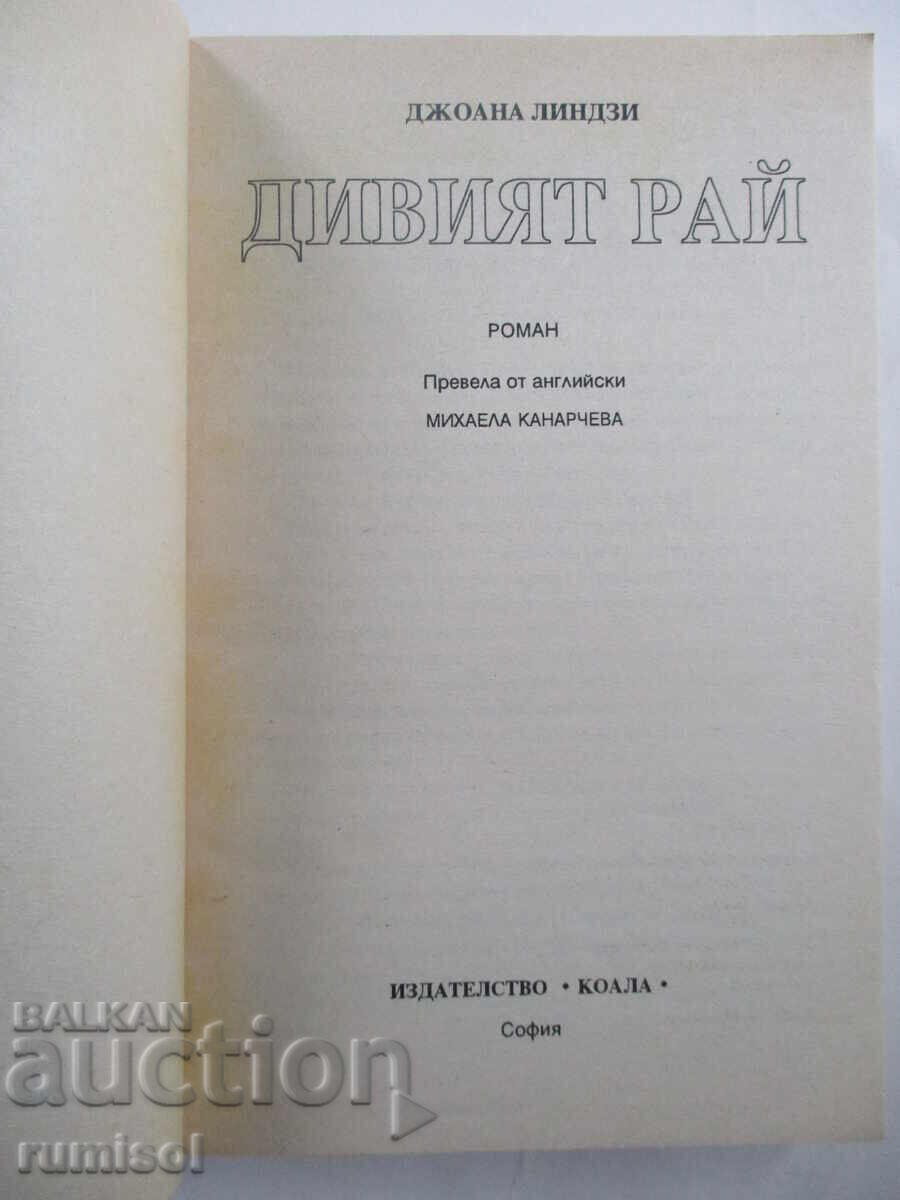 ДЖОАНА ЛИНДЗИ
ДИВИЯТ РАЙ
РОМАН
Превела от английски
МИХАЕЛА КАНАРЧЕВА
ИЗДАТЕЛСТВО • КОАЛА •
София
BALKAN
auction
rumisol